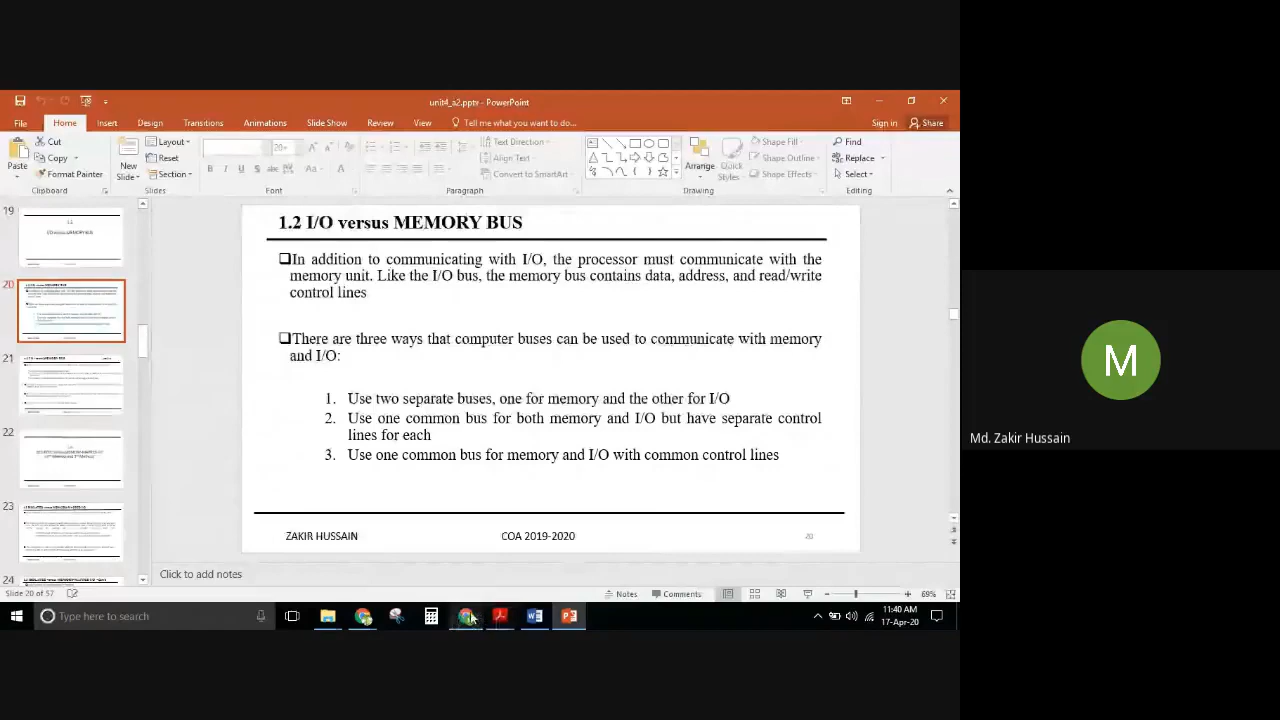 unit4_a2.pptx - PowerPoint
Sign in
Share
File
Home
Insert
Design
Transitions
Animations
Slide Show
Review
View
Tell me what you want to do...
Paste
Cut
Copy
Format Painter
Clipboard
New
Slide
Layout
Reset
Section
Slides
20
Font
Paragraph
Text Direction
Align Text
Convert to SmartArt
Arrange
Quick
Styles
Shape Fill
Shape Outline
Shape Effects
Drawing
Find
Replace
Select
Editing
19
20
21
22
23
24
1.2 I/O versus MEMORY BUS
In addition to communicating with I/O, the processor must communicate with the
memory unit. Like the I/O bus, the memory bus contains data, address, and read/write
control lines
There are three ways that computer buses can be used to communicate with memory
and I/O:
1. Use two separate buses, one for memory and the other for I/O
2. Use one common bus for both memory and I/O but have separate control
lines for each
3. Use one common bus for memory and I/O with common control lines
ZAKIR HUSSAIN
COA 2019-2020
20
Click to add notes
Slide 20 of 57
Notes
Comments
69%
Type here to search
11:40 AM
17-Apr-20
M
Md. Zakir Hussain